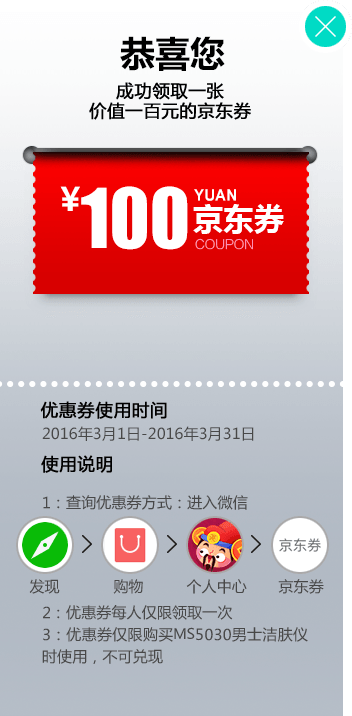 恭喜您
成功领取一张
价值一百元的京东券
¥100 YUAN
京东券
COUPON
优惠券使用时间
2016年3月1日-2016年3月31日
使用说明
1：查询优惠券方式：进入微信
京东券
发现 购物 个人中心 京东券
2：优惠券每人仅限领取一次
3：优惠券仅限购买MS5030男士洁肤仪
时使用，不可兑现